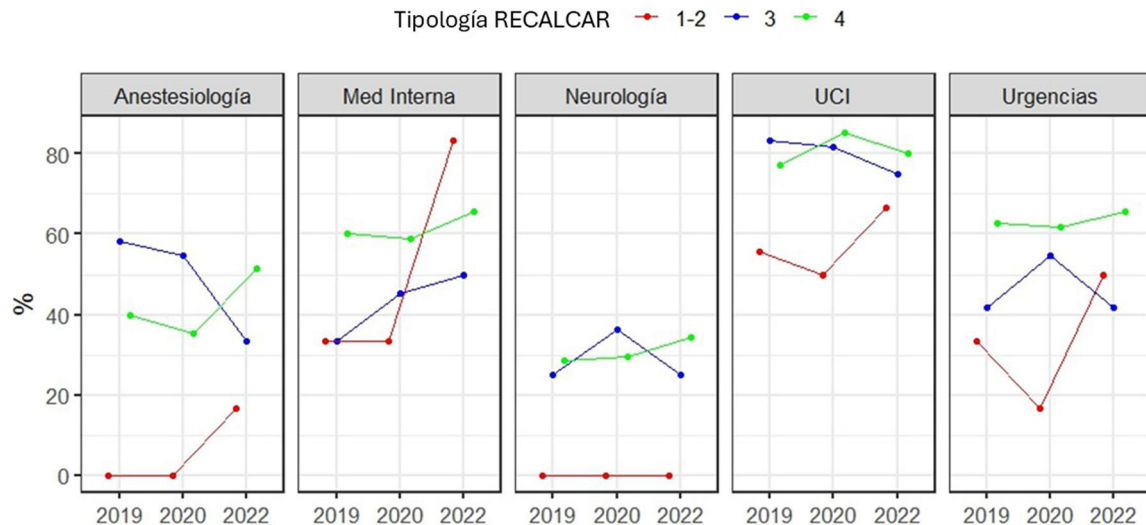 Tipología RECALCAR 1-2 3 4
Anestesiología Med Interna Neurología UCI Urgencias
%
80
60
40
20
0
2019 2020 2022 2019 2020 2022 2019 2020 2022 2019 2020 2022 2019 2020 2022